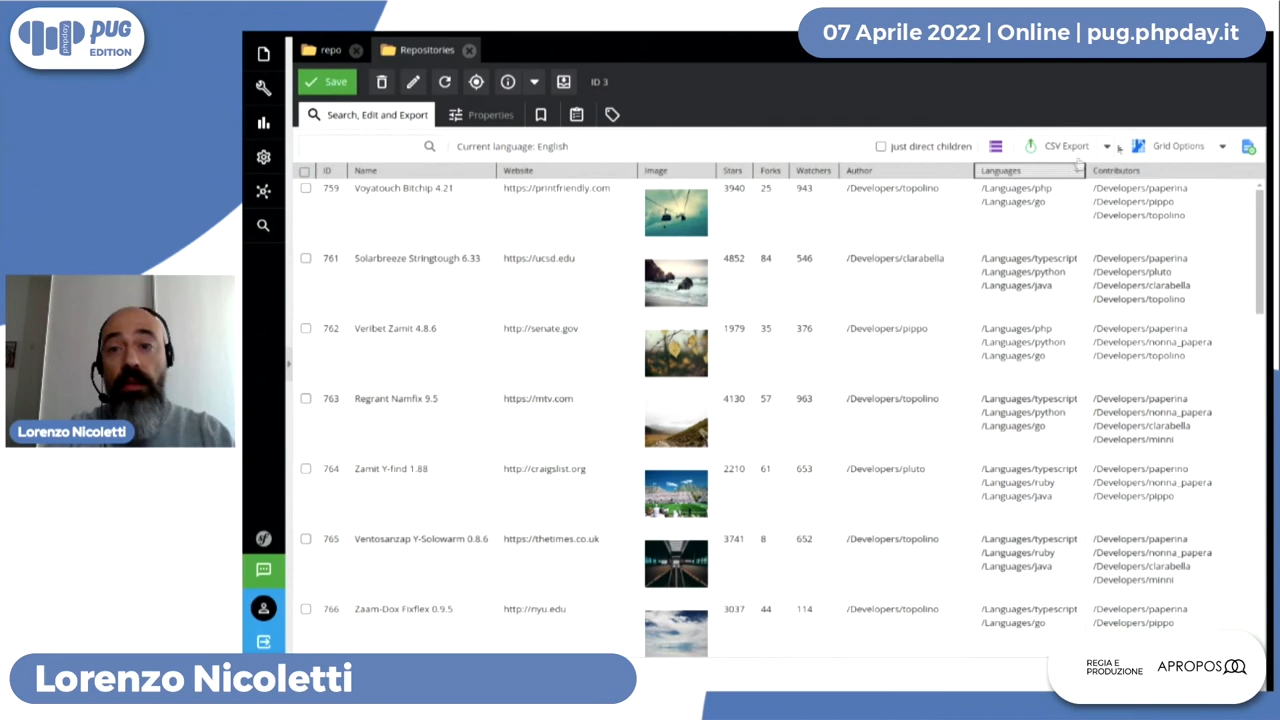 phpday
PUG
EDITION
07 Aprile 2022 | Online | pug.phpday.it
repo
Repositories
Save
ID 3
Search, Edit and Export
Properties
Current language: English
just direct children
CSV Export
Grid Options
ID
Name
Website
Image
Stars
Forks
Watchers
Author
Languages
Contributors
759 Voyatouch Bitchip 4.21 https://printfriendly.com 3940 25 943 /Developers/topolino /Languages/php /Developers/paperina
/Languages/go /Developers/pippo
/Developers/topolino
761 Solarbreeze Stringtough 6.33 https://ucsd.edu 4852 84 546 /Developers/clarabella /Languages/typescript /Developers/paperina
/Languages/python /Developers/pluto
/Languages/java /Developers/clarabella
/Developers/topolino
762 Veribet Zamit 4.8.6 http://senate.gov 1979 35 376 /Developers/pippo /Languages/php /Developers/paperina
/Languages/python /Developers/nonna_papera
/Languages/go /Developers/topolino
763 Regrant Namfix 9.5 https://mtv.com 4130 57 963 /Developers/topolino /Languages/typescript /Developers/paperina
/Languages/python /Developers/nonna_papera
/Languages/go /Developers/clarabella
/Developers/minni
764 Zamit Y-find 1.88 http://craigslist.org 2210 61 653 /Developers/pluto /Languages/typescript /Developers/paperino
/Languages/ruby /Developers/nonna_papera
/Languages/java /Developers/pippo
765 Ventosanzap Y-Solowarm 0.8.6 https://thetimes.co.uk 3741 8 652 /Developers/topolino /Languages/typescript /Developers/paperina
/Languages/ruby /Developers/nonna_papera
/Languages/java /Developers/clarabella
/Developers/minni
766 Zaam-Dox Fixflex 0.9.5 http://nyu.edu 3037 44 114 /Developers/topolino /Languages/typescript /Developers/paperina
/Languages/go /Developers/pippo
Lorenzo Nicoletti
Lorenzo Nicoletti
REGIA E
PRODUZIONE
APROPOS